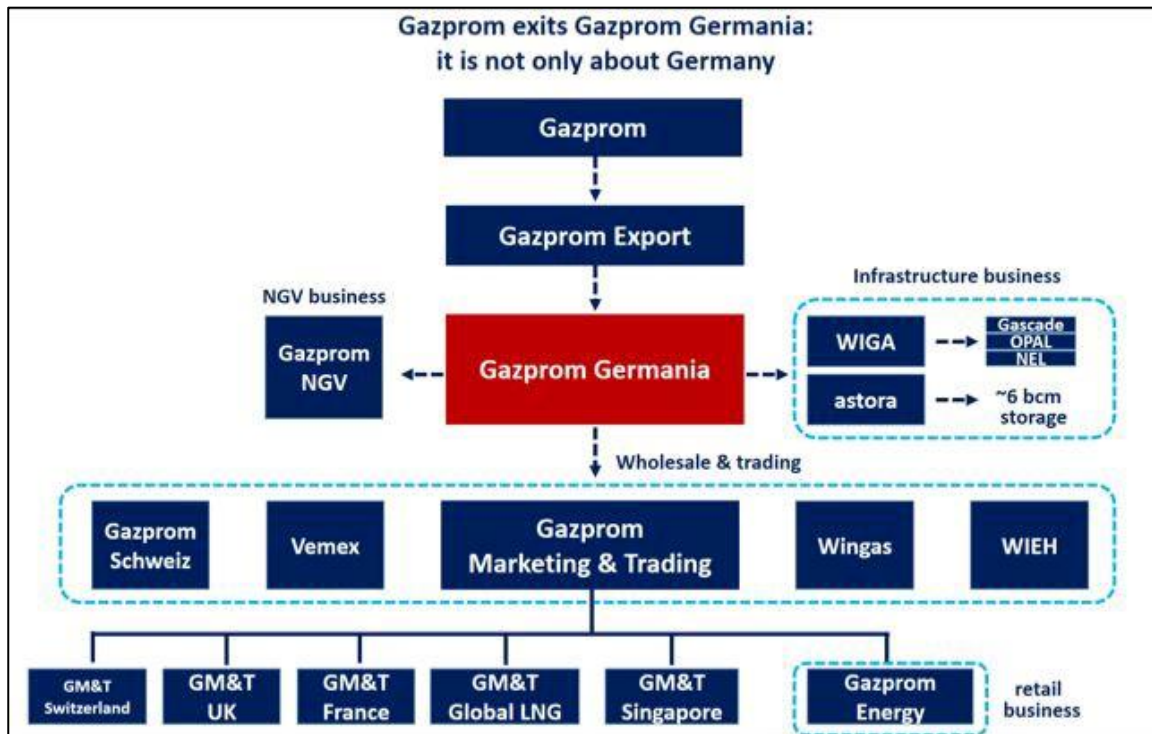 Gazprom exits Gazprom Germania:
it is not only about Germany
Gazprom
Gazprom Export
NGV business
Infrastructure business
Gazprom
NGV
Gazprom Germania
WIGA
Gascade
OPAL
NEL
astora
~6 bcm
storage
Wholesale & trading
Gazprom
Schweiz
Vemex
Gazprom
Marketing & Trading
Wingas
WIEH
GM&T
Switzerland
GM&T
UK
GM&T
France
GM&T
Global LNG
GM&T
Singapore
Gazprom
Energy
retail
business